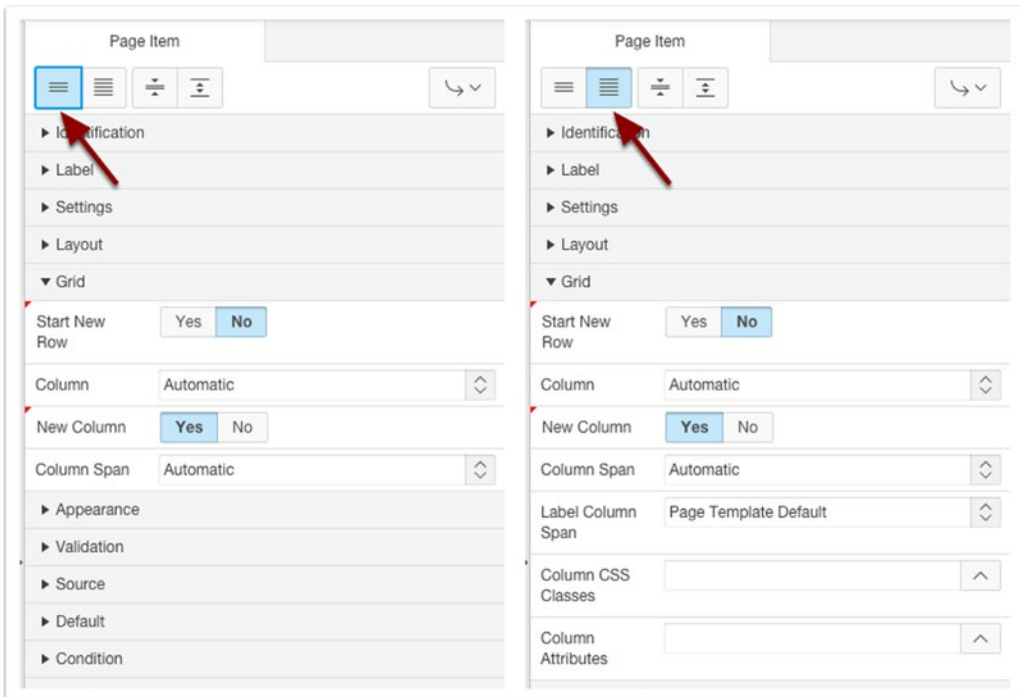 Page Item
Identification
Label
Settings
Layout
Grid
Start New
Row
Yes No
Column
Automatic
New Column
Yes No
Column Span
Automatic
Appearance
Validation
Source
Default
Condition
Page Item
Identification
Label
Settings
Layout
Grid
Start New
Row
Yes No
Column
Automatic
New Column
Yes No
Column Span
Automatic
Label Column
Span
Page Template Default
Column CSS
Classes
Column
Attributes